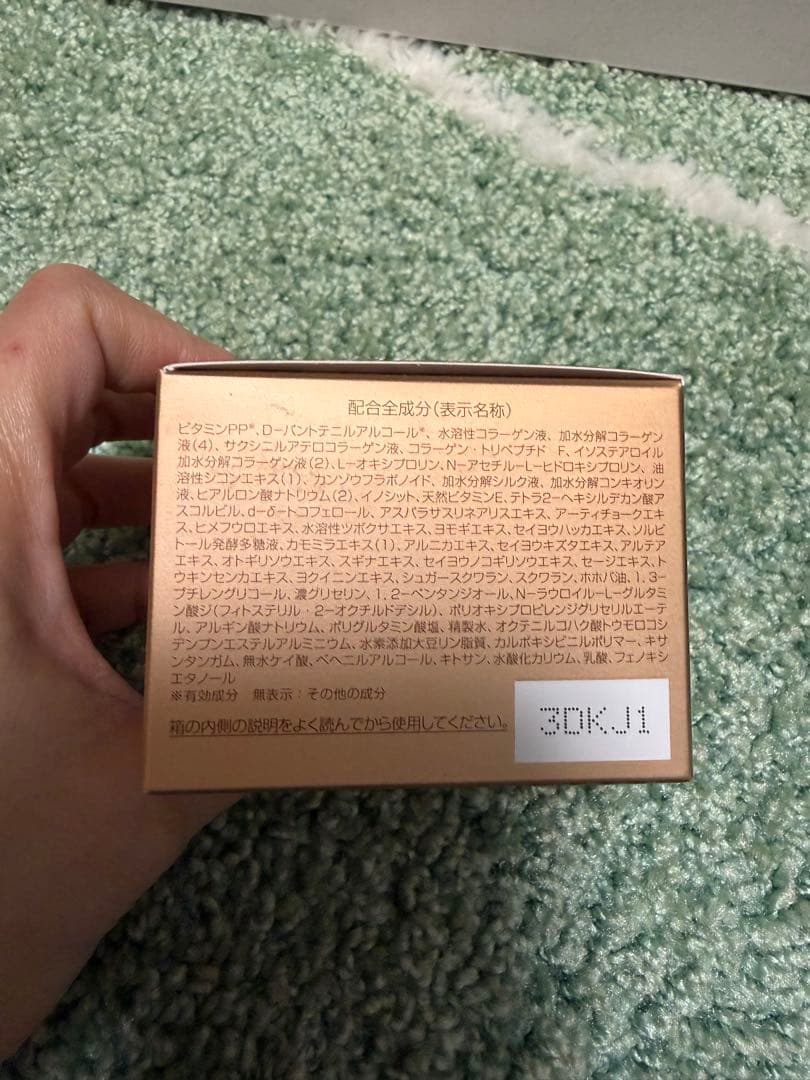 配合全成分(表示名称)
ビタミンPP*、D-パントテニルアルコール*、水溶性コラーゲン液、加水分解コラーゲン
液(4)、サクシニルアテロコラーゲン液、コラーゲン・トリペプチド F、イソステアロイル
加水分解コラーゲン液(2)、L-オキシプロリン、N-アセチル-L-ヒドロキシプロリン、油
溶性シコンエキス(1)、カンゾウフラボノイド、加水分解シルク液、加水分解コンキオリン
液、ヒアルロン酸ナトリウム(2)、イノシット、天然ビタミンE、テトラ2-ヘキシルデカン酸ア
スコルビル、d-δ-トコフェロール、アスパラサスリネアリスエキス、アーティチョークエキ
ス、ヒメフウロエキス、水溶性ツボクサエキス、ヨモギエキス、セイヨウハッカエキス、ソルビ
トール発酵多糖液、カモミラエキス(1)、アルニカエキス、セイヨウキズタエキス、アルテア
エキス、オトギリソウエキス、スギナエキス、セイヨウノコギリソウエキス、セージエキス、ト
ウキンセンカエキス、ヨクイニンエキス、シュガースクワラン、スクワラン、ホホバ油、1,3-
ブチレングリコール、濃グリセリン、1,2-ペンタンジオール、N-ラウロイル-L-グルタミ
ン酸ジ(フィトステリル・2-オクチルドデシル)、ポリオキシプロピレンジグリセリルエーテ
ル、アルギン酸ナトリウム、ポリグルタミン酸塩、精製水、オクテニルコハク酸トウモロコシ
デンプンエステルアルミニウム、水素添加大豆リン脂質、カルボキシビニルポリマー、キサ
ンタンガム、無水ケイ酸、ベヘニルアルコール、キトサン、水酸化カリウム、乳酸、フェノキシ
エタノール
※有効成分 無表示:その他の成分
箱の内側の説明をよく読んでから使用してください。
3DKJ1